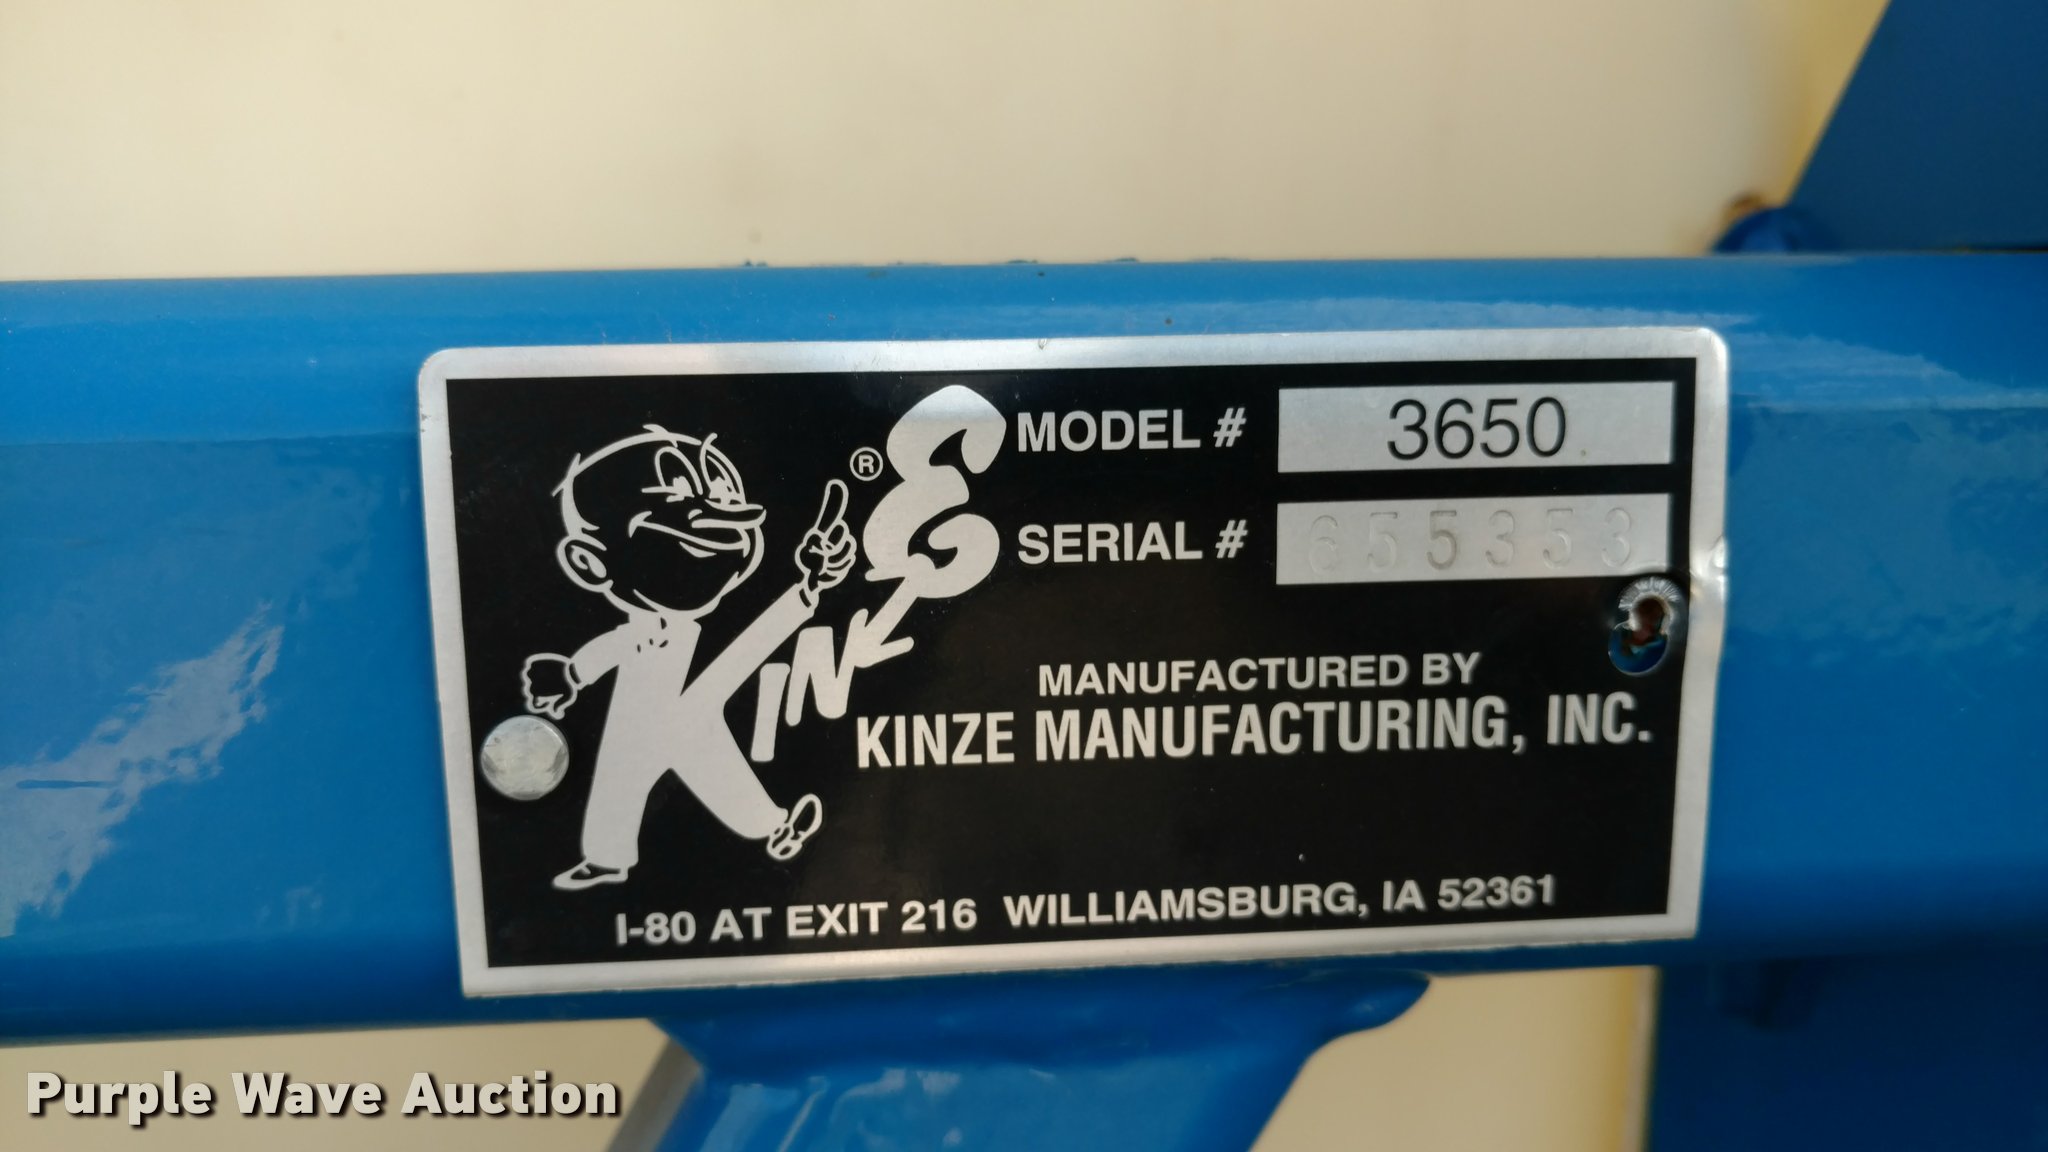 KINZE ®
MODEL # 3650
SERIAL # 655353
MANUFACTURED BY
KINZE MANUFACTURING, INC.
I-80 AT EXIT 216 WILLIAMSBURG, IA 52361
Purple Wave Auction